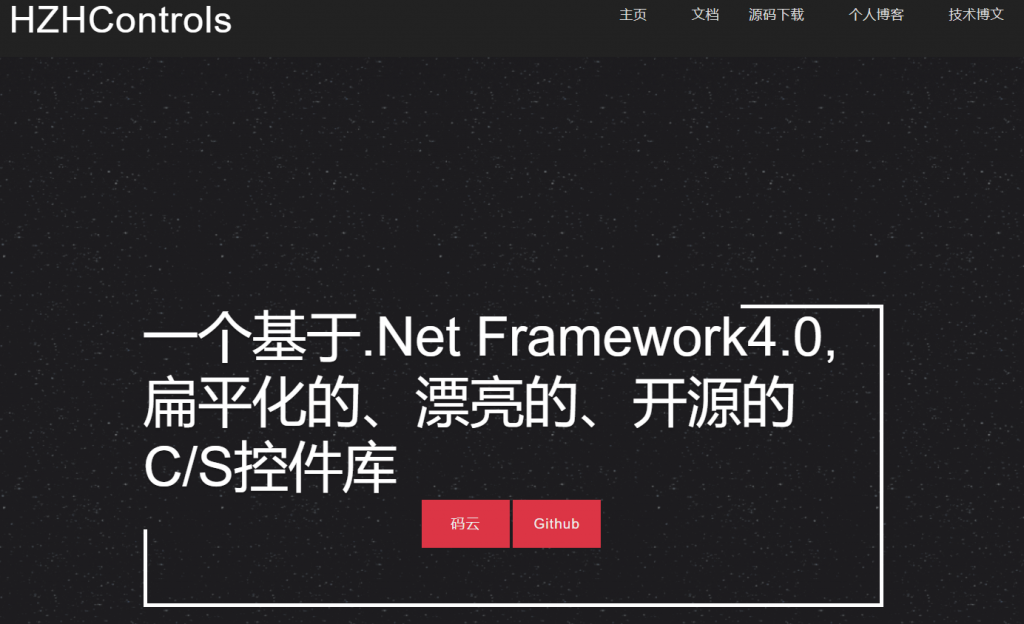 HZHControls
主页 文档 源码下载 个人博客 技术博文
一个基于.Net Framework4.0,
扁平化的、漂亮的、开源的
C/S控件库
码云 Github